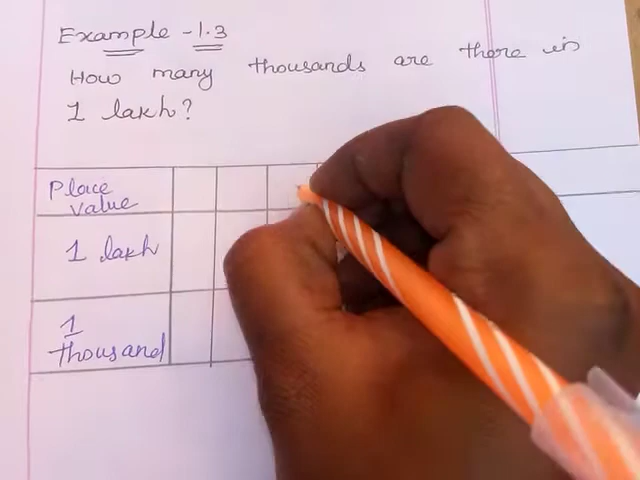 Example - 1.3
How many thousands are there in
1 lakh?
Place
value
1 lakh
1
thousand